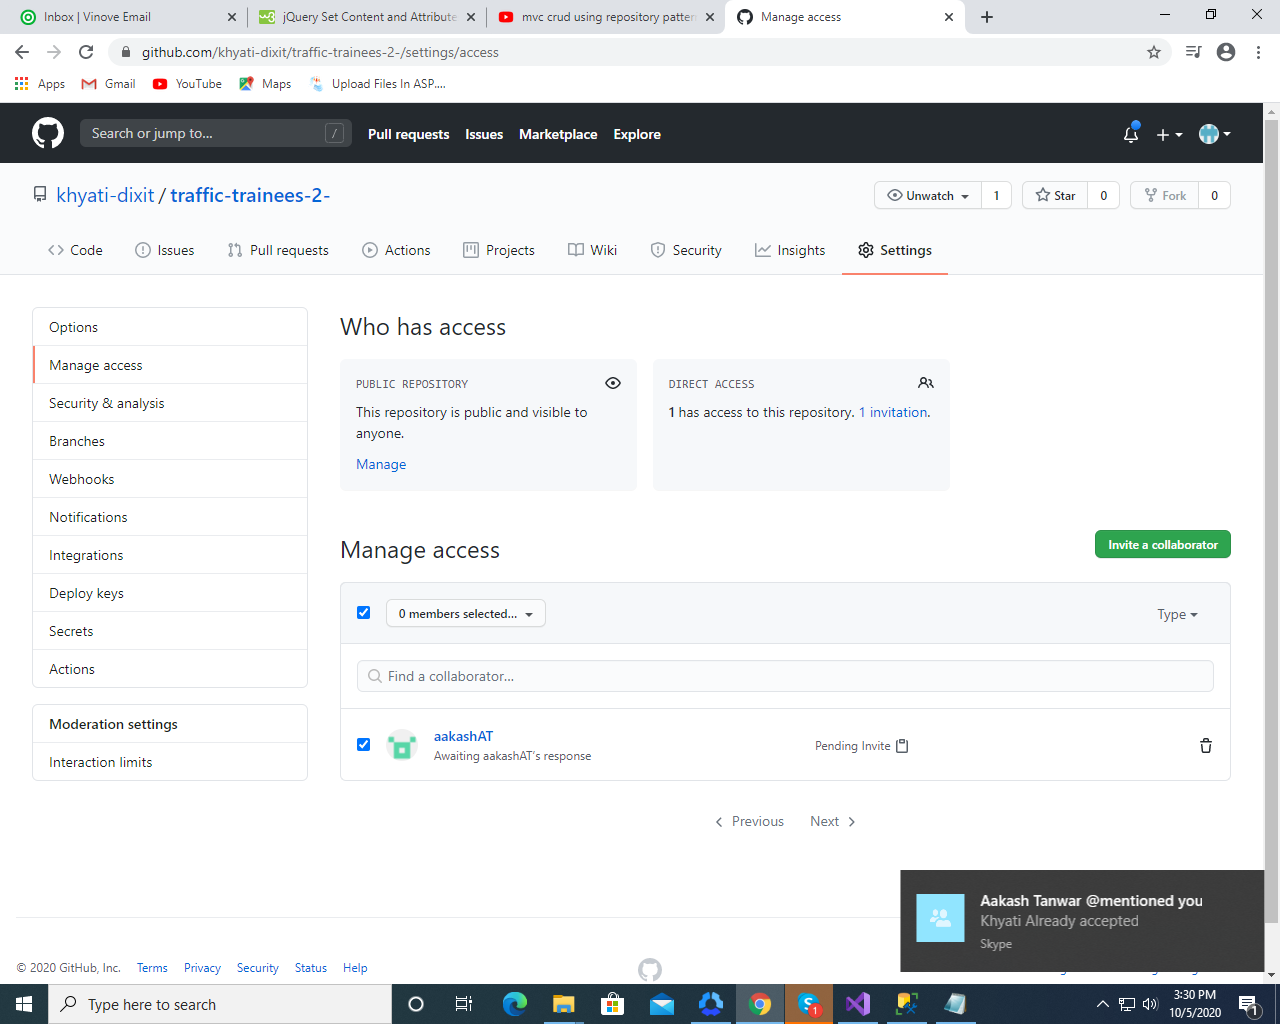 Inbox | Vinove Email
jQuery Set Content and Attribute
mvc crud using repository patter
Manage access
github.com/khyati-dixit/traffic-trainees-2-/settings/access
Apps
Gmail
YouTube
Maps
Upload Files In ASP....
Search or jump to...
/
Pull requests
Issues
Marketplace
Explore
khyati-dixit / traffic-trainees-2-
Unwatch
1
Star
0
Fork
0
Code
Issues
Pull requests
Actions
Projects
Wiki
Security
Insights
Settings
Options
Manage access
Security & analysis
Branches
Webhooks
Notifications
Integrations
Deploy keys
Secrets
Actions
Moderation settings
Interaction limits
Who has access
PUBLIC REPOSITORY
This repository is public and visible to
anyone.
Manage
DIRECT ACCESS
1 has access to this repository. 1 invitation.
Manage access
Invite a collaborator
0 members selected...
Type
Find a collaborator...
aakashAT
Awaiting aakashAT's response
Pending Invite
Previous
Next
© 2020 GitHub, Inc.
Terms
Privacy
Security
Status
Help
Aakash Tanwar @mentioned you
Khyati Already accepted
Skype
Type here to search
1
3:30 PM
10/5/2020
1